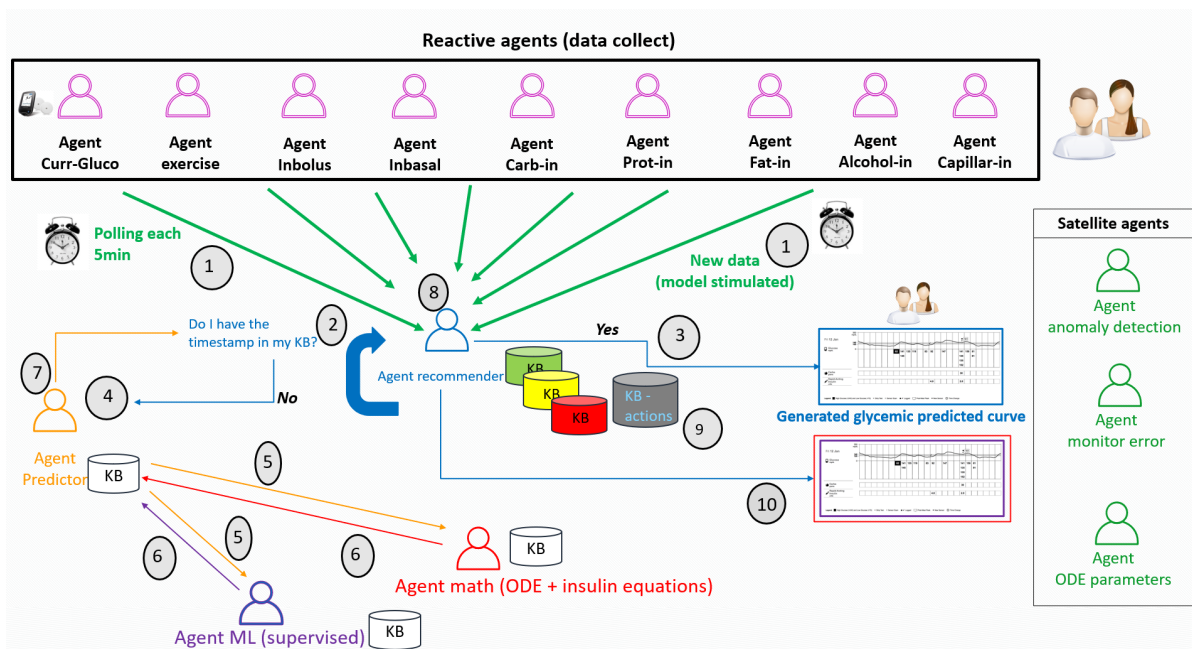 Reactive agents (data collect)
Agent
Curr-Gluco
Agent
exercise
Agent
Inbolus
Agent
Inbasal
Agent
Carb-in
Agent
Prot-in
Agent
Fat-in
Agent
Alcohol-in
Agent
Capillar-in
Polling each
5min
1
New data
(model stimulated)
1
Satellite agents
Agent
anomaly detection
Agent
monitor error
Agent
ODE parameters
8
Do I have the
timestamp in my KB?
2
Yes
3
Agent recommender
KB
KB
KB
KB -
actions
9
Generated glycemic predicted curve
10
7
4
No
Agent
Predictor
KB
5
5
6
6
KB
Agent math (ODE + insulin equations)
Agent ML (supervised)
KB